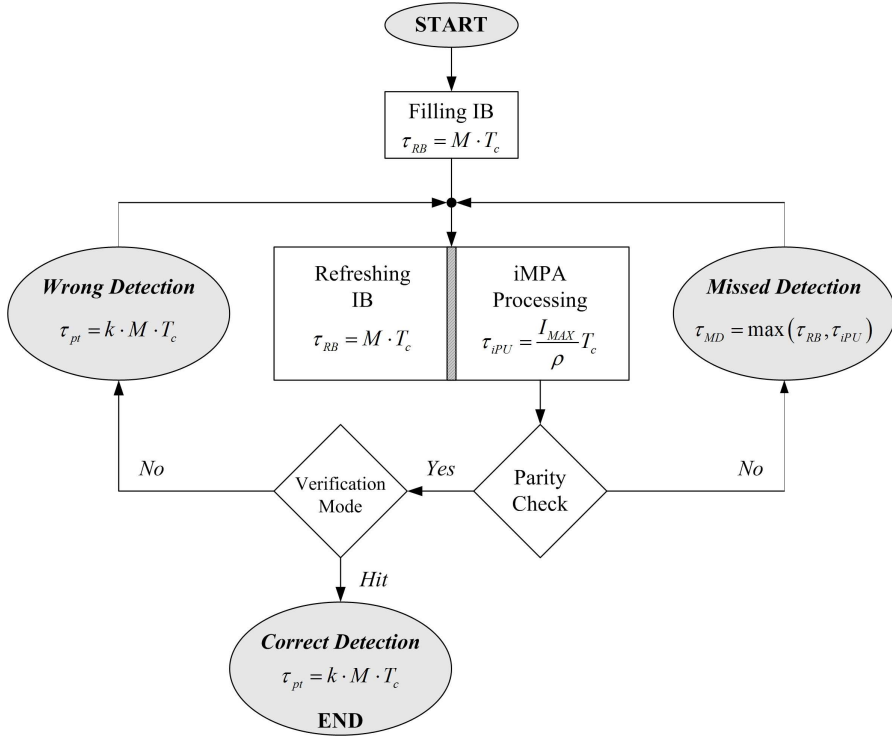 START
Filling IB
τ_RB = M · T_c
Wrong Detection
τ_pt = k · M · T_c
Refreshing
IB
τ_RB = M · T_c
iMPA
Processing
τ_iPU = I_MAX/ρ T_c
Missed Detection
τ_MD = max(τ_RB, τ_iPU)
No
Verification
Mode
Yes
Parity
Check
No
Hit
Correct Detection
τ_pt = k · M · T_c
END